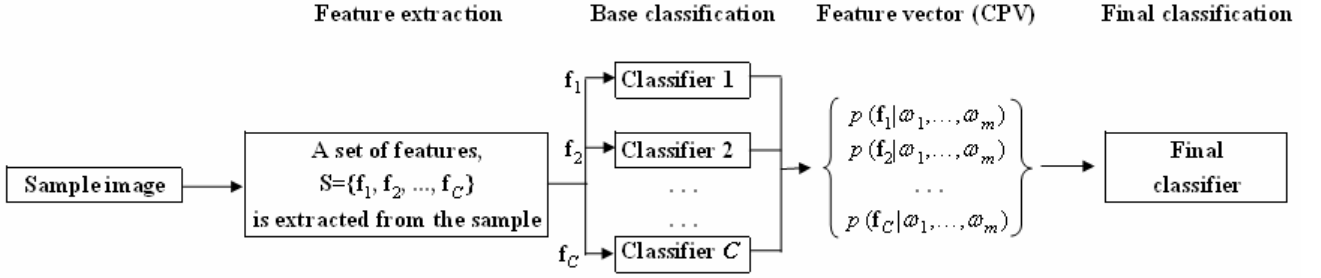 Feature extraction
Base classification
Feature vector (CPV)
Final classification
Sample image
A set of features,
S={f1, f2, ..., fC}
is extracted from the sample
f1
Classifier 1
f2
Classifier 2
. . .
. . .
fC
Classifier C
p (f1|ω1,...,ωm)
p (f2|ω1,...,ωm)
. . .
p (fC|ω1,...,ωm)
Final
classifier